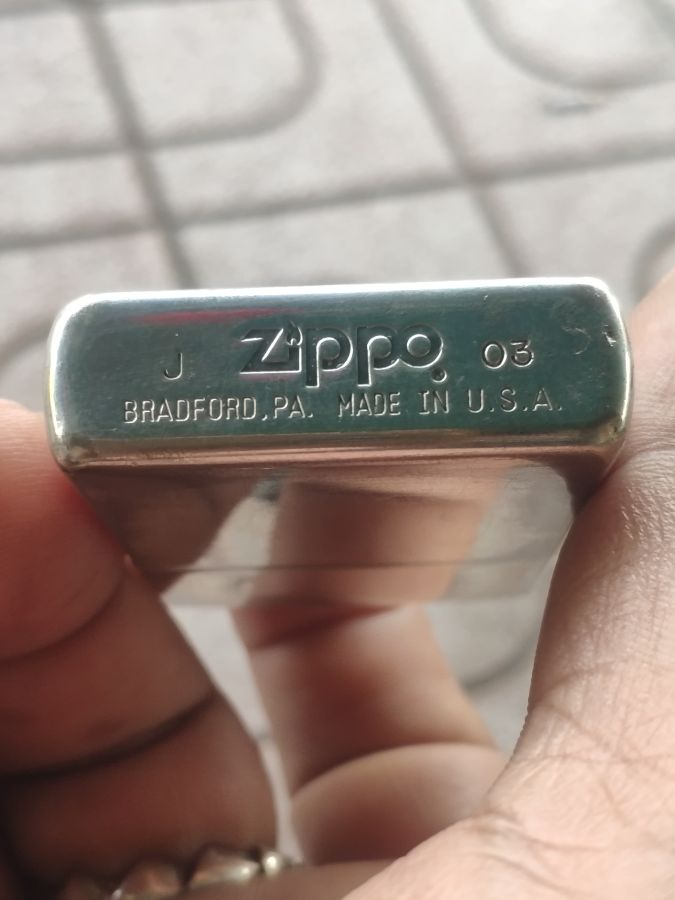 J Zippo 03
BRADFORD,PA. MADE IN U.S.A.